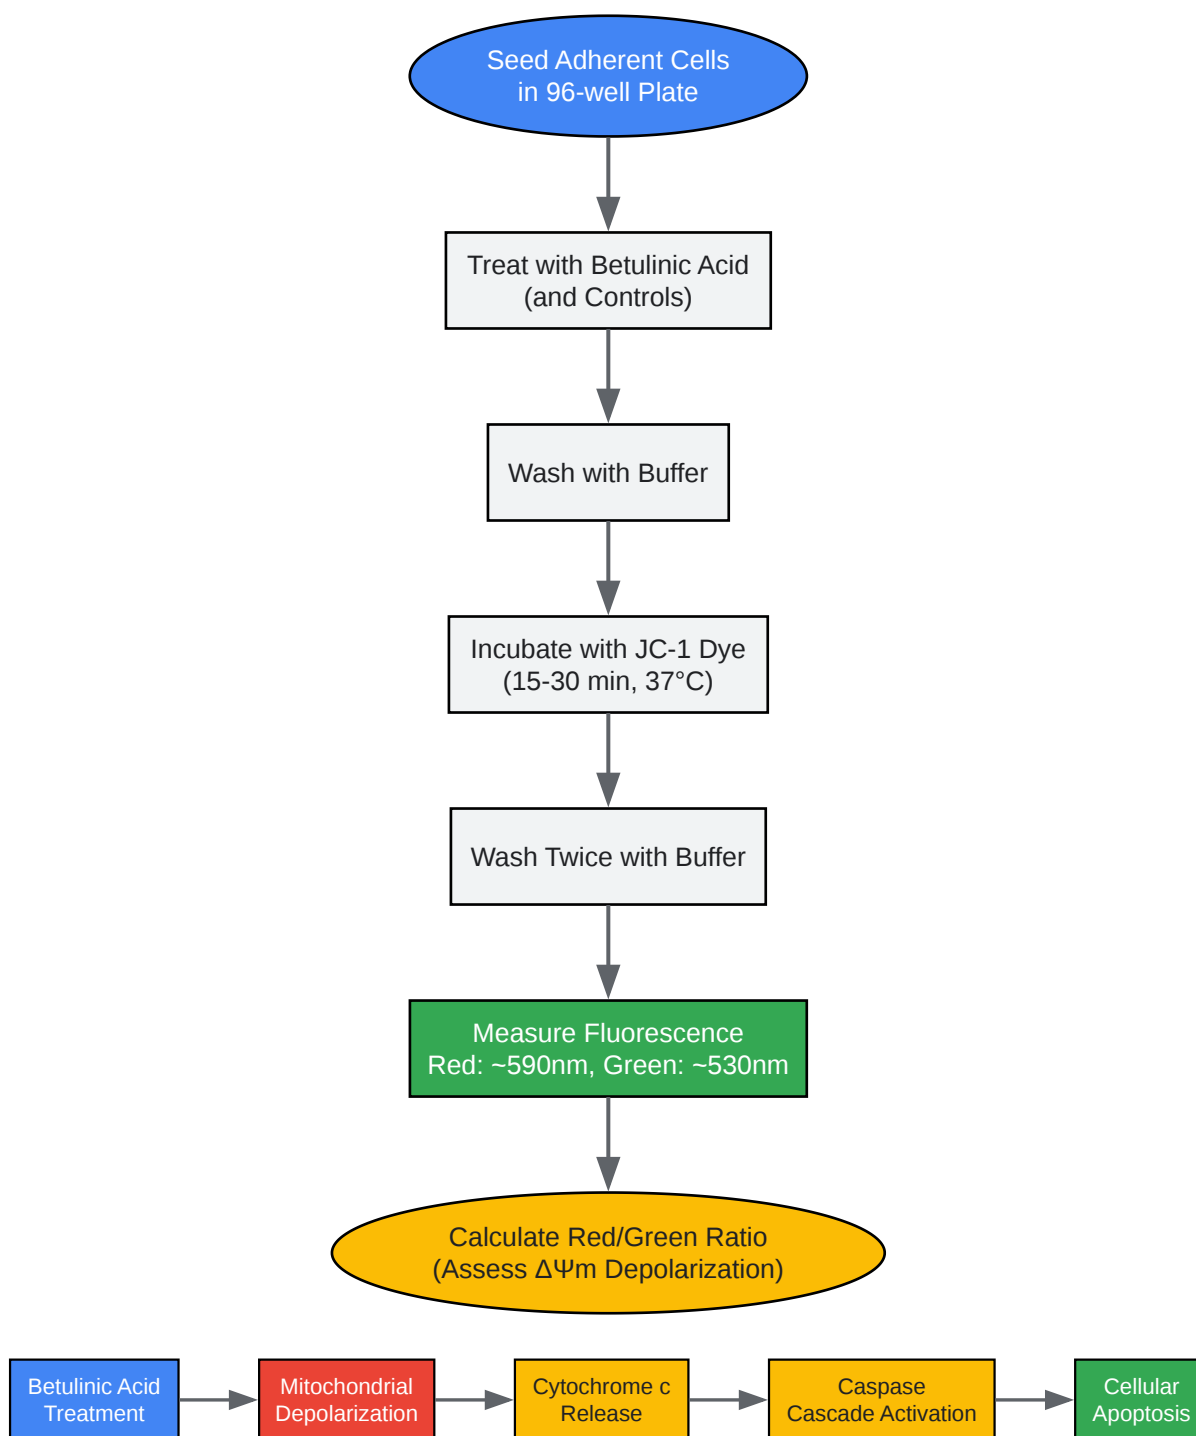 Seed Adherent Cells
in 96-well Plate
Treat with Betulinic Acid
(and Controls)
Wash with Buffer
Incubate with JC-1 Dye
(15-30 min, 37°C)
Wash Twice with Buffer
Measure Fluorescence
Red: ~590nm, Green: ~530nm
Calculate Red/Green Ratio
(Assess ΔΨm Depolarization)
Betulinic Acid
Treatment
Mitochondrial
Depolarization
Cytochrome c
Release
Caspase
Cascade Activation
Cellular
Apoptosis